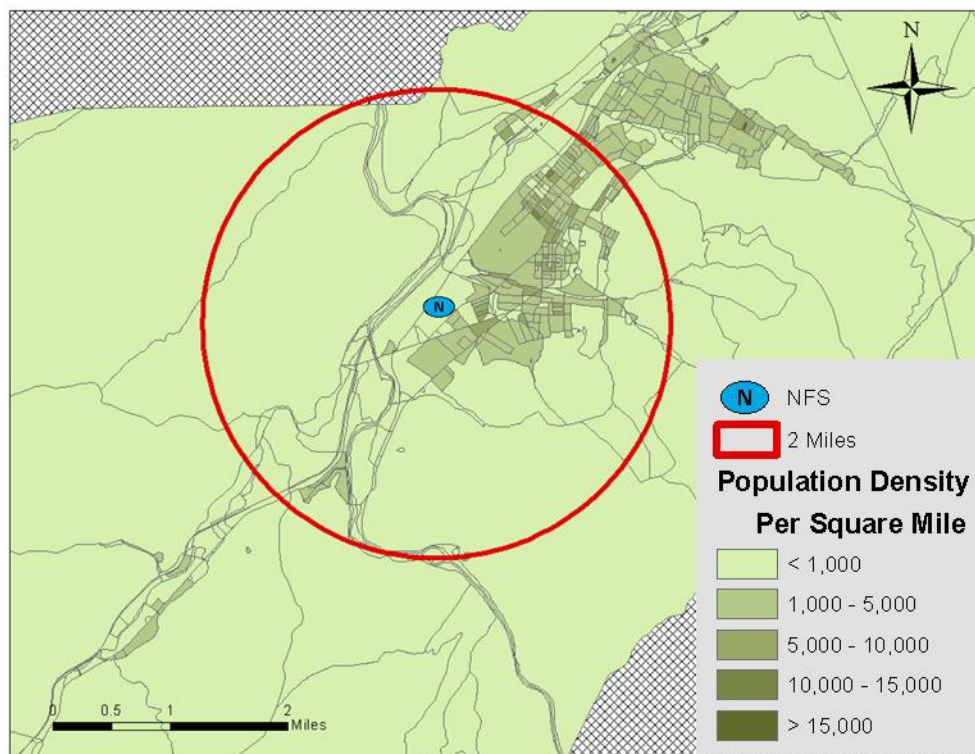 N
N
N
NFS
2 Miles
Population Density
Per Square Mile
< 1,000
1,000 - 5,000
5,000 - 10,000
10,000 - 15,000
> 15,000
0 0.5 1 2
Miles